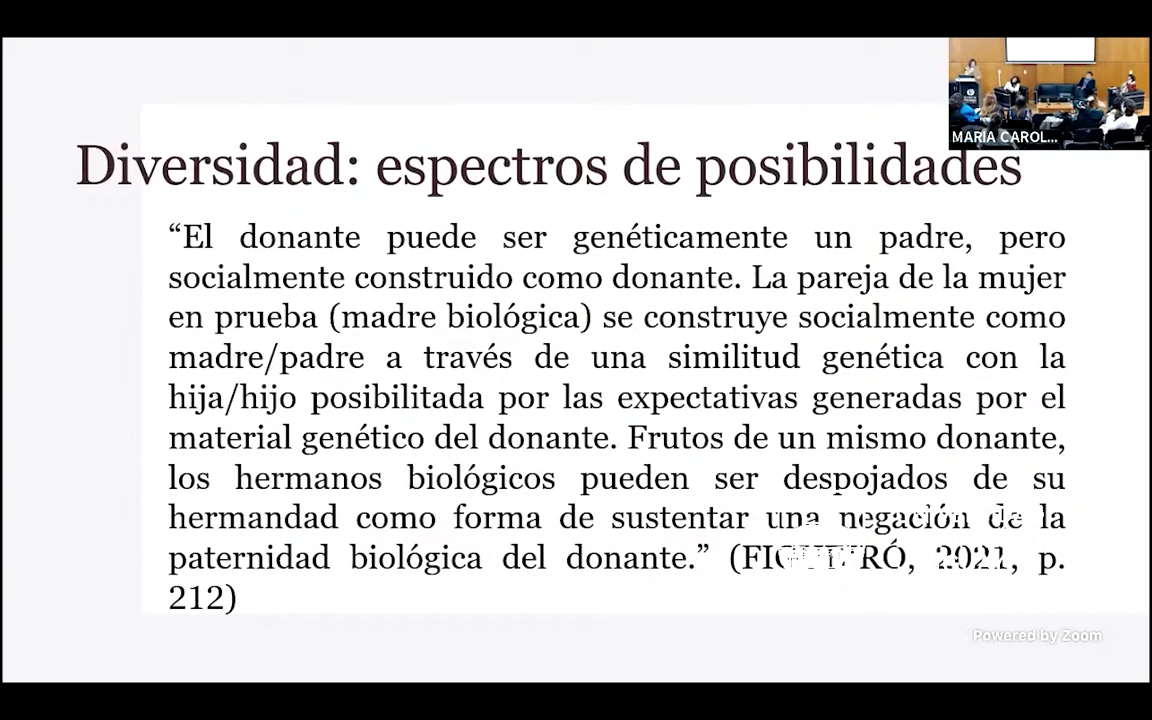 MARIA CAROL...
Diversidad: espectros de posibilidades
“El donante puede ser genéticamente un padre, pero
socialmente construido como donante. La pareja de la mujer
en prueba (madre biológica) se construye socialmente como
madre/padre a través de una similitud genética con la
hija/hijo posibilitada por las expectativas generadas por el
material genético del donante. Frutos de un mismo donante,
los hermanos biológicos pueden ser despojados de su
hermandad como forma de sustentar una negación de la
paternidad biológica del donante.” ( 2021, p.
212)
Powered by Zoom